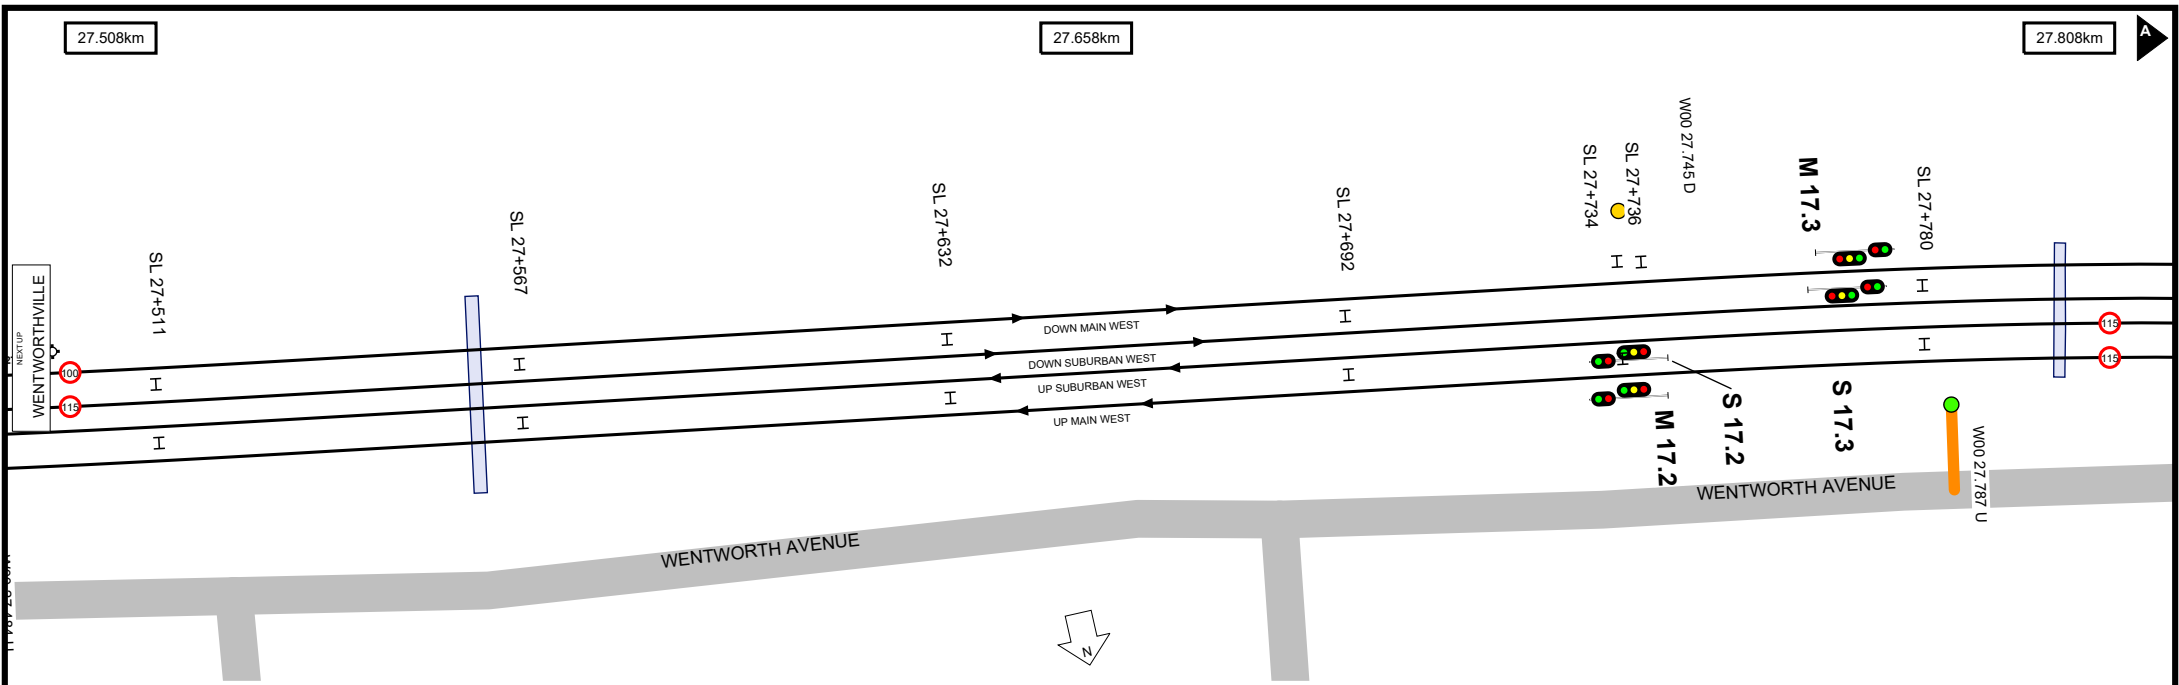 27.508km
27.658km
27.808km
A
W00 27.745 D
SL 27+734
SL 27+736
M 17.3
SL 27+780
SL 27+692
SL 27+632
SL 27+567
SL 27+511
NEXT UP
WENTWORTHVILLE
100
115
DOWN MAIN WEST
DOWN SUBURBAN WEST
UP SUBURBAN WEST
UP MAIN WEST
115
115
M 17.2
S 17.2
S 17.3
W00 27.787 U
WENTWORTH AVENUE
WENTWORTH AVENUE
N